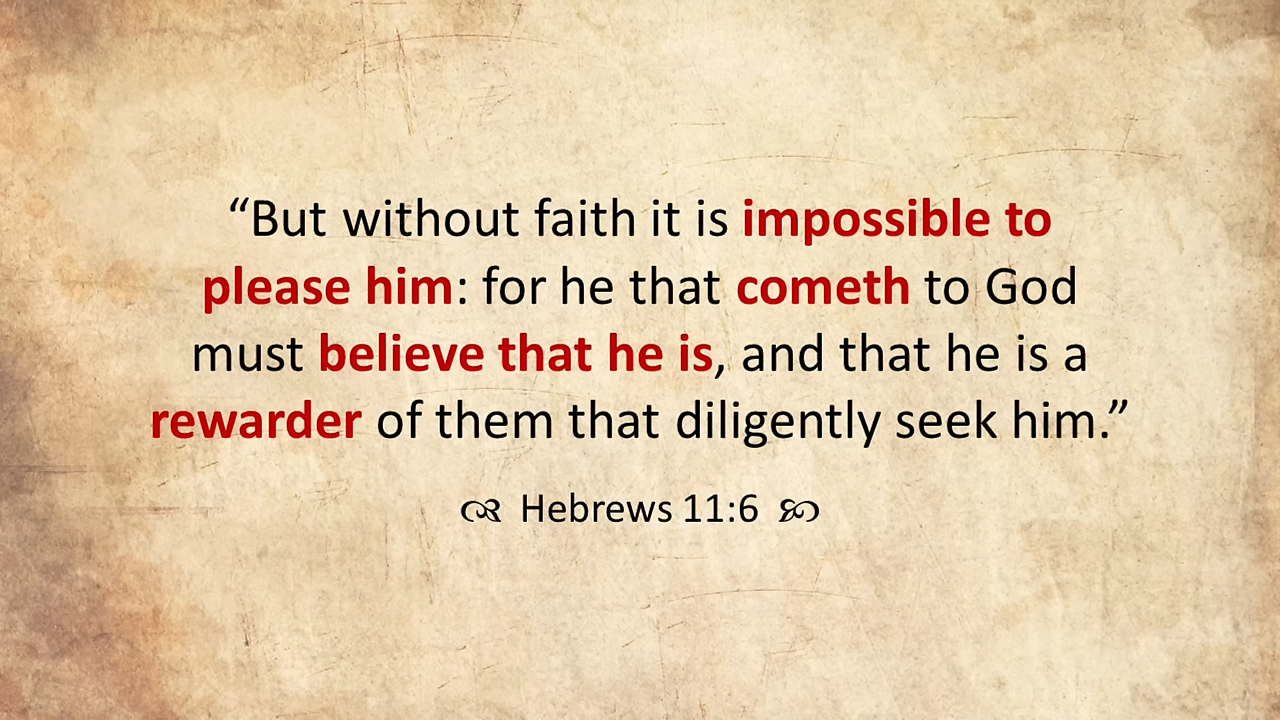 “But without faith it is impossible to
please him: for he that cometh to God
must believe that he is, and that he is a
rewarder of them that diligently seek him.”
Hebrews 11:6